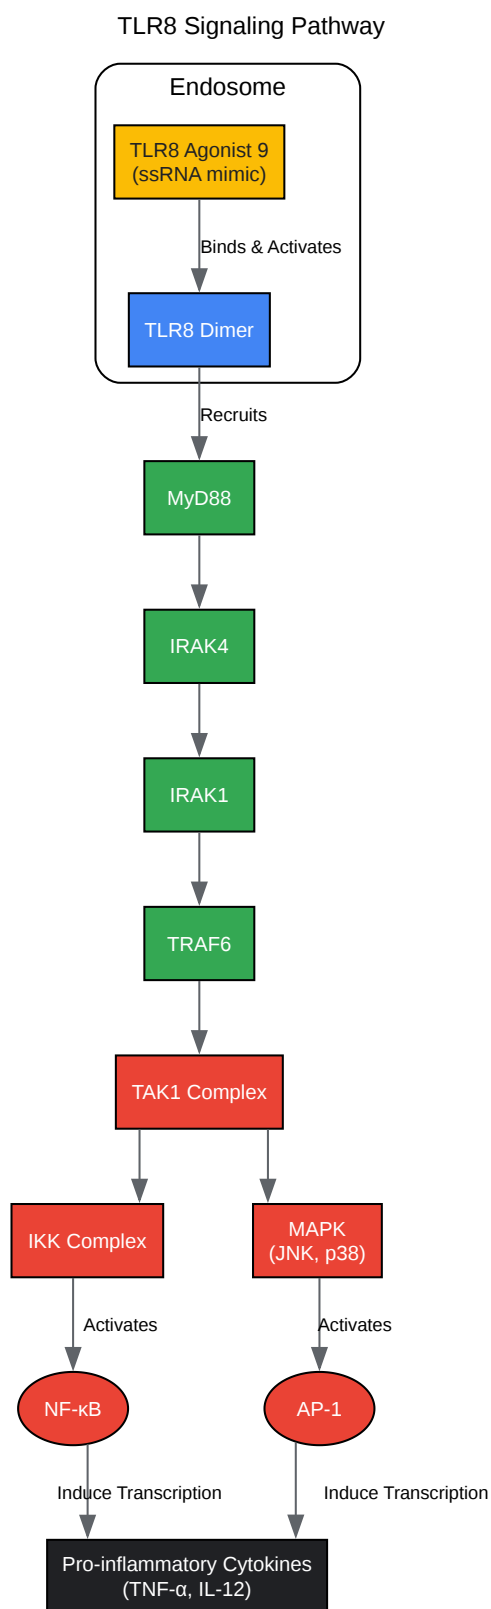 TLR8 Signaling Pathway
Endosome
TLR8 Agonist 9
(ssRNA mimic)
Binds & Activates
TLR8 Dimer
Recruits
MyD88
IRAK4
IRAK1
TRAF6
TAK1 Complex
IKK Complex
MAPK
(JNK, p38)
Activates
Activates
NF-κB
AP-1
Induce Transcription
Induce Transcription
Pro-inflammatory Cytokines
(TNF-α, IL-12)